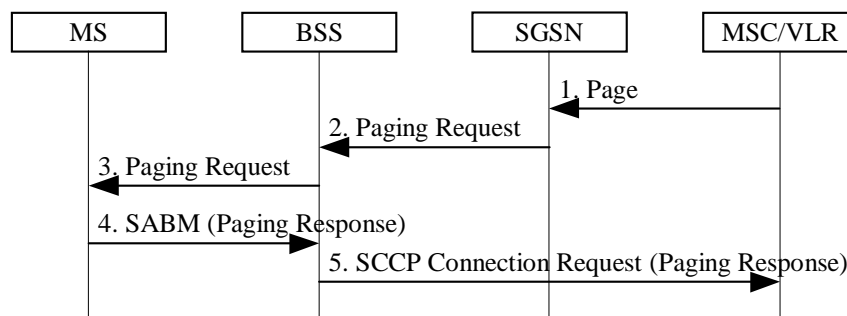 MS
BSS
SGSN
MSC/VLR
1. Page
2. Paging Request
3. Paging Request
4. SABM (Paging Response)
5. SCCP Connection Request (Paging Response)